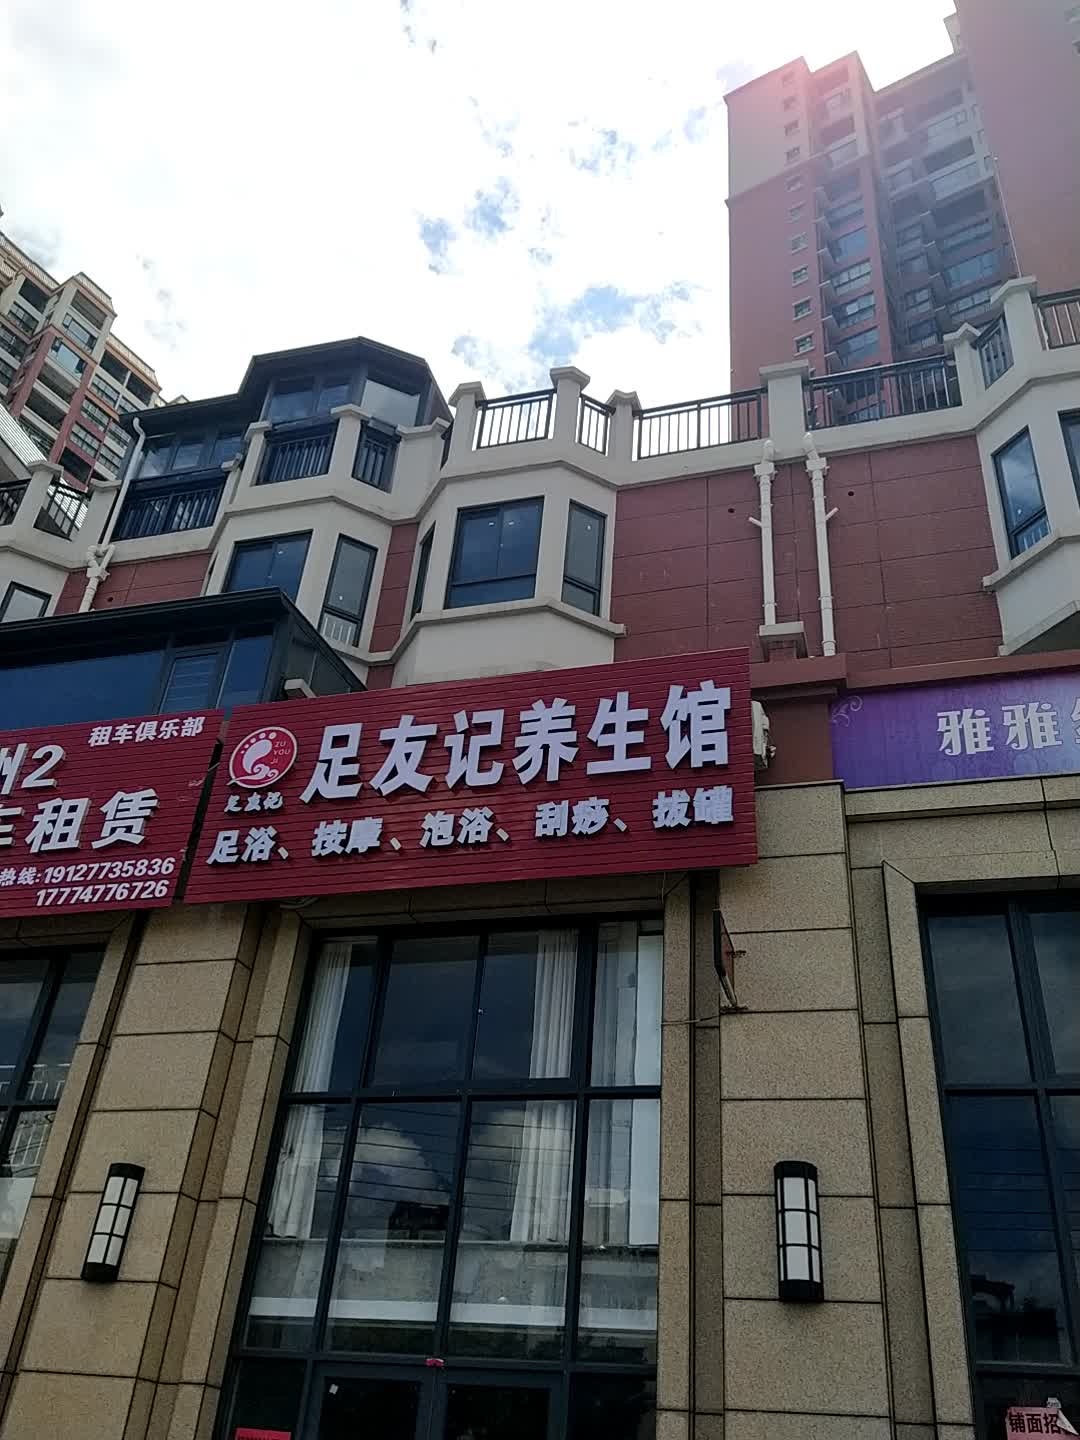 租车俱乐部
州2
车租赁
热线:19127735836
17774776726
ZU
YOU
JI
足友记
足友记养生馆
足浴、按摩、泡浴、刮痧、拔罐
雅雅
铺面招